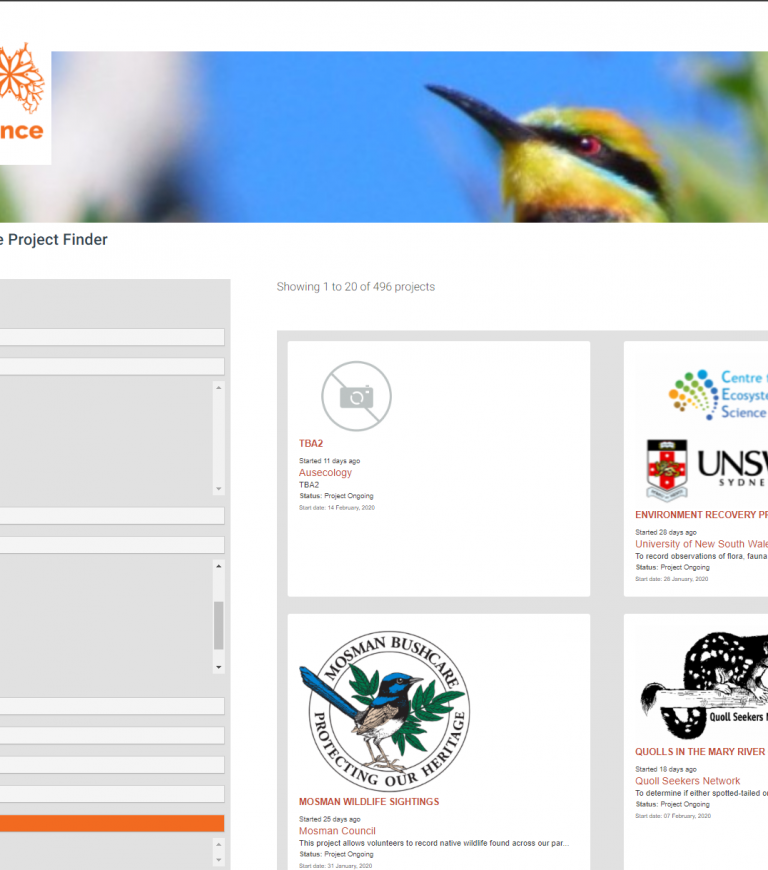 nce
e Project Finder
Showing 1 to 20 of 496 projects
TBA2
Started 11 days ago
Ausecology
TBA2
Status: Project Ongoing
Start date: 14 February, 2020
Centre f
Ecosyste
Science
UNSW
SYDNE
ENVIRONMENT RECOVERY PR
Started 28 days ago
University of New South Wale
To record observations of flora, fauna
Status: Project Ongoing
Start date: 28 January, 2020
MOSMAN BUSHCARE
PROTECTING OUR HERITAGE
MOSMAN WILDLIFE SIGHTINGS
Started 25 days ago
Mosman Council
This project allows volunteers to record native wildlife found across our par...
Status: Project Ongoing
Start date: 31 January, 2020
Quoll Seekers N
QUOLLS IN THE MARY RIVER
Started 18 days ago
Quoll Seekers Network
To determine if either spotted-tailed o
Status: Project Ongoing
Start date: 07 February, 2020